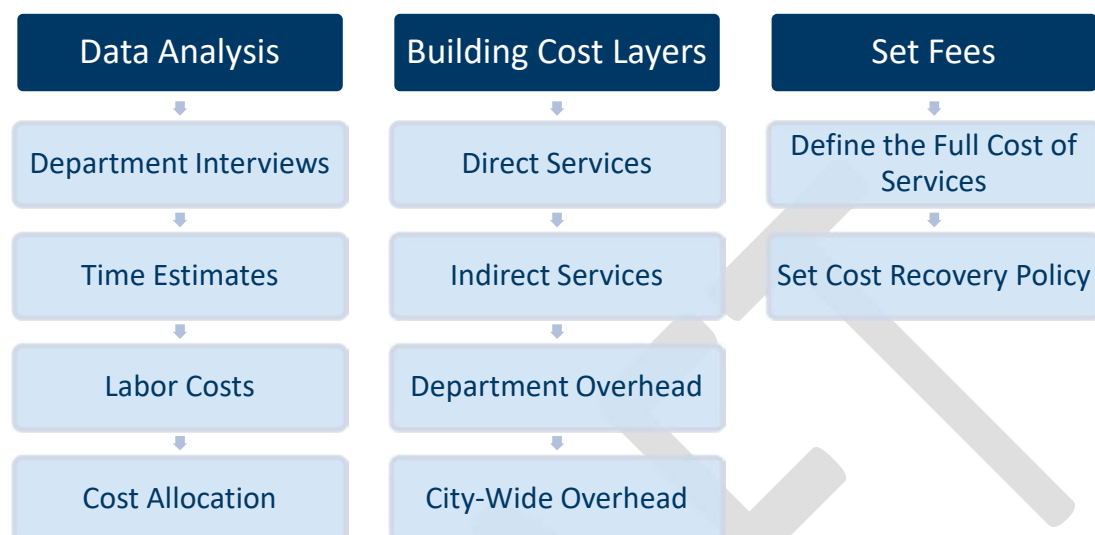 Data Analysis
Department Interviews
Time Estimates
Labor Costs
Cost Allocation
Building Cost Layers
Direct Services
Indirect Services
Department Overhead
City-Wide Overhead
Set Fees
Define the Full Cost of
Services
Set Cost Recovery Policy